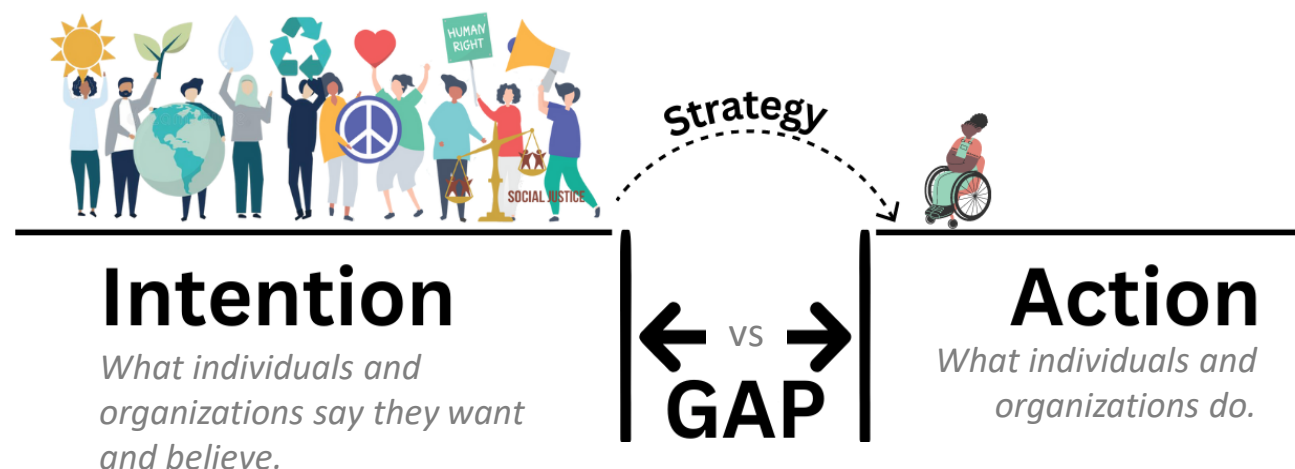 HUMAN
RIGHT
SOCIAL JUSTICE
Strategy
Intention
What individuals and
organizations say they want
and believe.
vs
GAP
Action
What individuals and
organizations do.